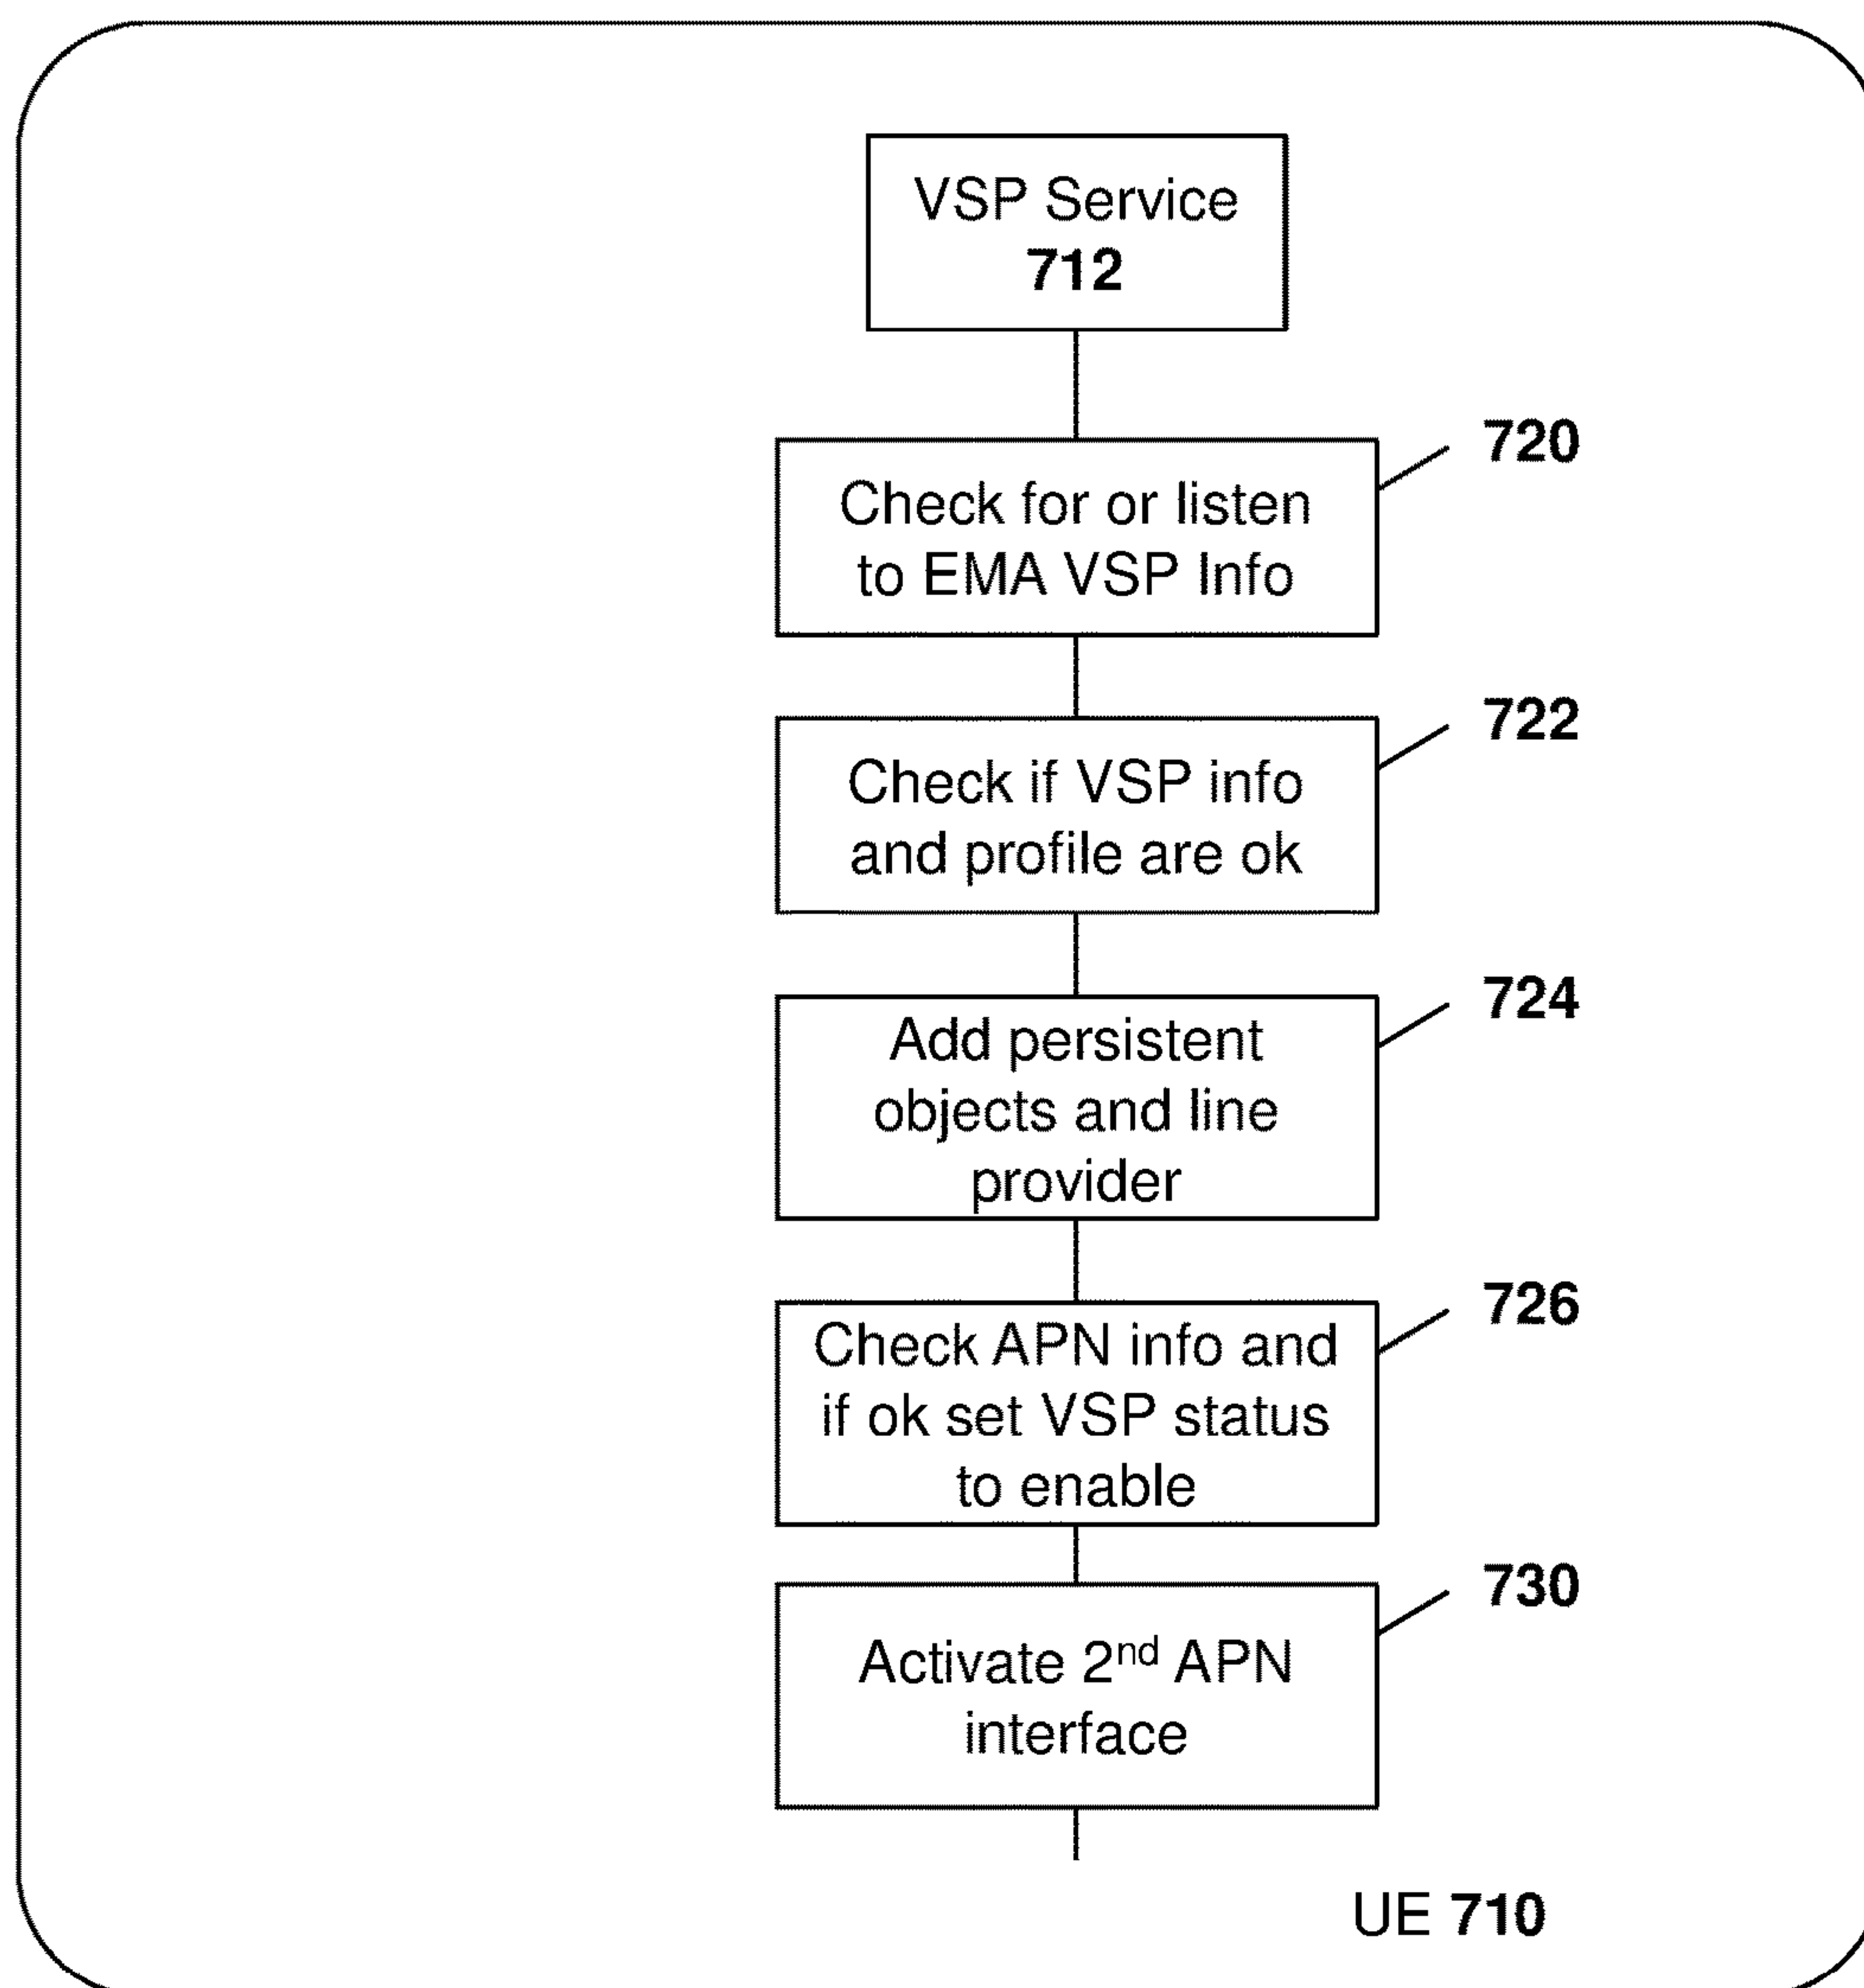 VSP Service
712
720
Check for or listen
to EMA VSP Info
722
Check if VSP info
and profile are ok
724
Add persistent
objects and line
provider
726
Check APN info and
if ok set VSP status
to enable
730
Activate 2nd APN
interface
UE 710